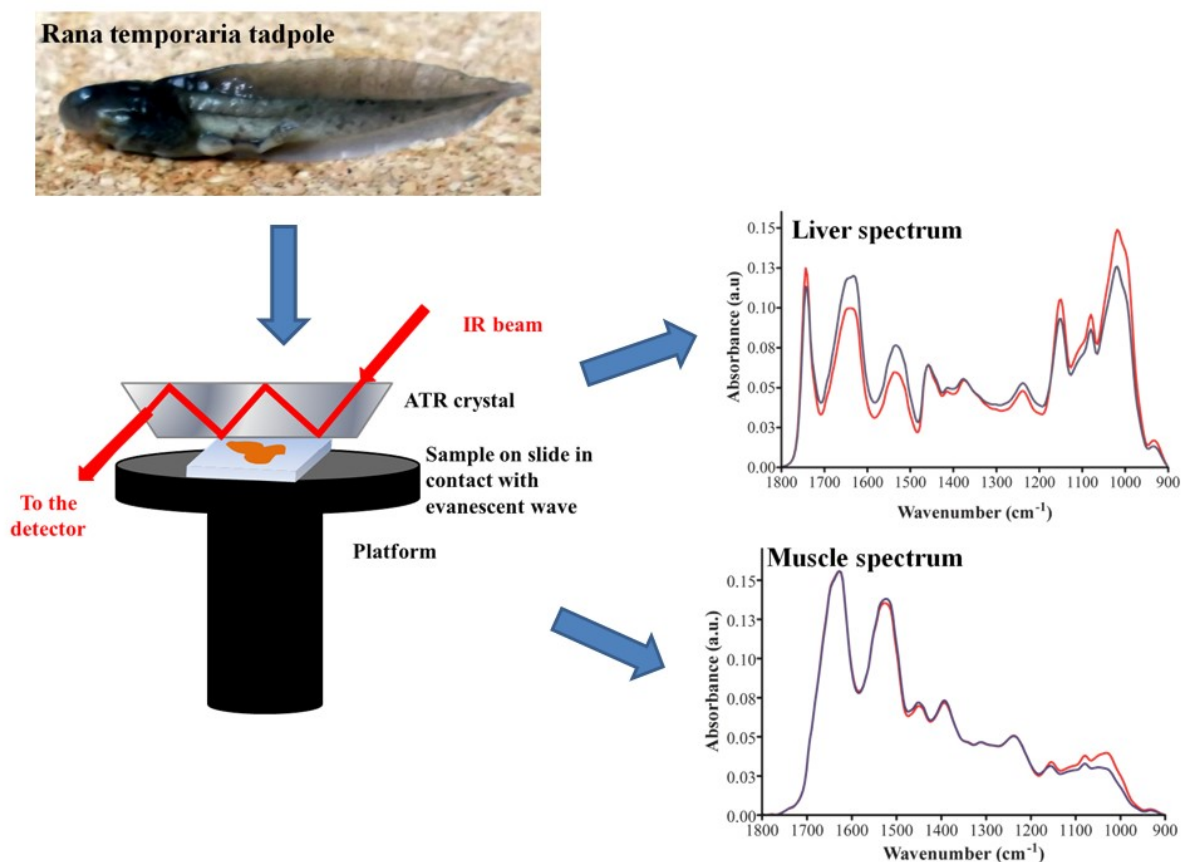 Rana temporaria tadpole
IR beam
ATR crystal
Sample on slide in
contact with
evanescent wave
To the
detector
Platform
Liver spectrum
Absorbance (a.u)
0.15
0.13
0.10
0.08
0.05
0.03
0.00
1800 1700 1600 1500 1400 1300 1200 1100 1000 900
Wavenumber (cm⁻¹)
Muscle spectrum
Absorbance (a.u.)
0.15
0.13
0.10
0.08
0.05
0.03
0.00
1800 1700 1600 1500 1400 1300 1200 1100 1000 900
Wavenumber (cm⁻¹)